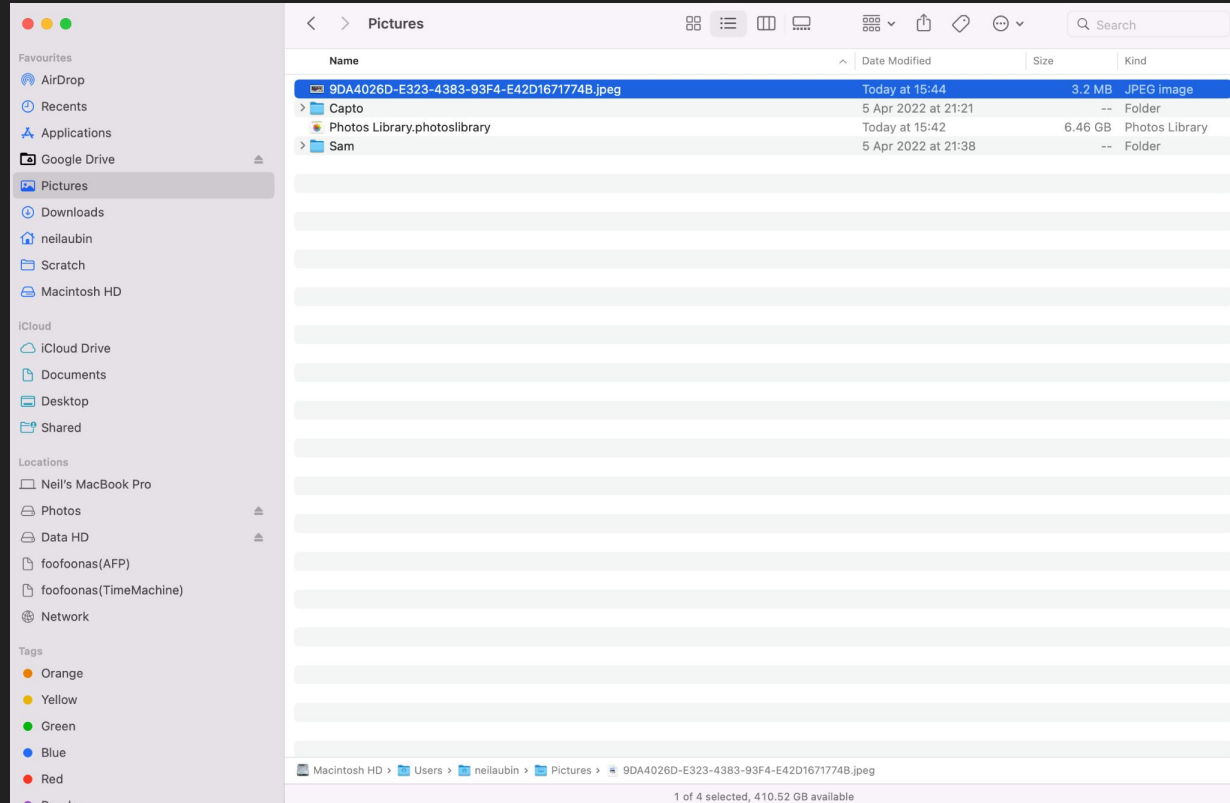 Pictures
Search
Favourites
AirDrop
Recents
Applications
Google Drive
Pictures
Downloads
neilaubin
Scratch
Macintosh HD
iCloud
iCloud Drive
Documents
Desktop
Shared
Locations
Neil's MacBook Pro
Photos
Data HD
foofoonas(AFP)
foofoonas(TimeMachine)
Network
Tags
Orange
Yellow
Green
Blue
Red
Name Date Modified Size Kind
9DA4026D-E323-4383-93F4-E42D1671774B.jpeg Today at 15:44 3.2 MB JPEG image
Capto 5 Apr 2022 at 21:21 -- Folder
Photos Library.photoslibrary Today at 15:42 6.46 GB Photos Library
Sam 5 Apr 2022 at 21:38 -- Folder
Macintosh HD › Users › neilaubin › Pictures › 9DA4026D-E323-4383-93F4-E42D1671774B.jpeg
1 of 4 selected, 410.52 GB available